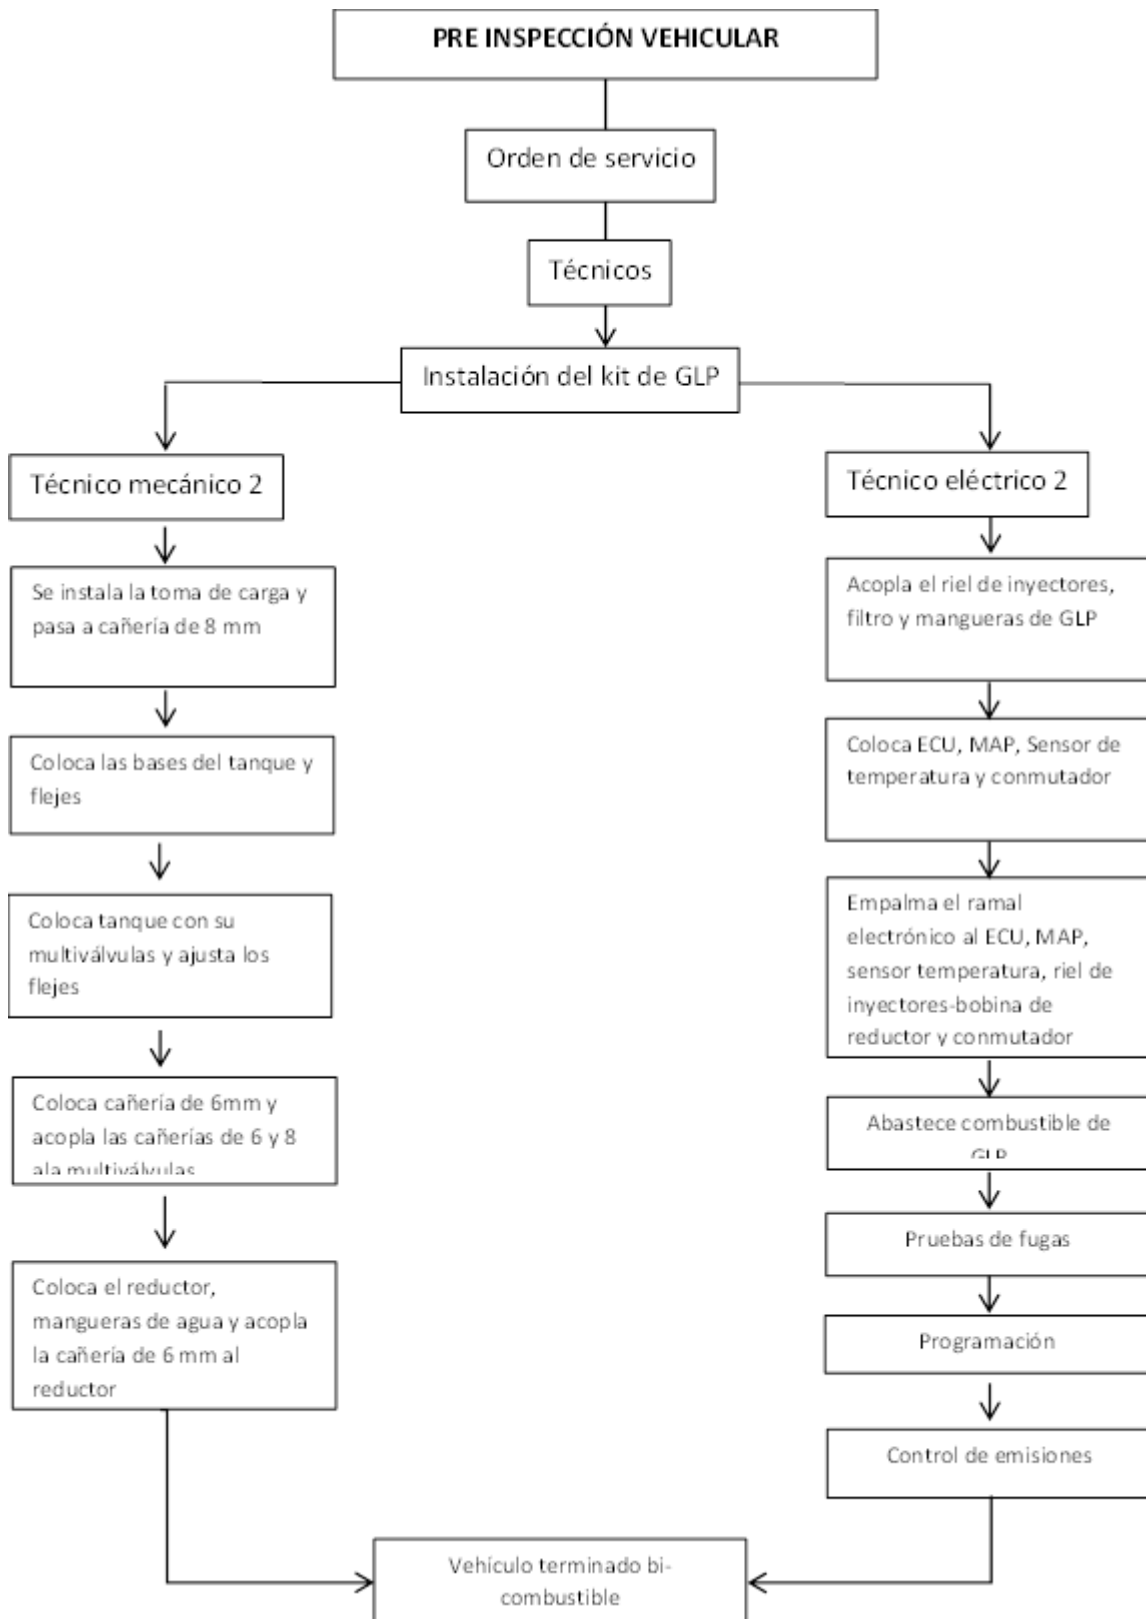 PRE INSPECCIÓN VEHICULAR
Orden de servicio
Técnicos
Instalación del kit de GLP
Técnico mecánico 2
Se instala la toma de carga y
pasa a cañería de 8 mm
Coloca las bases del tanque y
flejes
Coloca tanque con su
multiválvulas y ajusta los
flejes
Coloca cañería de 6mm y
acopla las cañerías de 6 y 8
ala multiválvulas
Coloca el reductor,
mangueras de agua y acopla
la cañería de 6 mm al
reductor
Técnico eléctrico 2
Acopla el riel de inyectores,
filtro y mangueras de GLP
Coloca ECU, MAP, Sensor de
temperatura y conmutador
Empalma el ramal
electrónico al ECU, MAP,
sensor temperatura, riel de
inyectores-bobina de
reductor y conmutador
Abastece combustible de
GLP
Pruebas de fugas
Programación
Control de emisiones
Vehículo terminado bi-
combustible